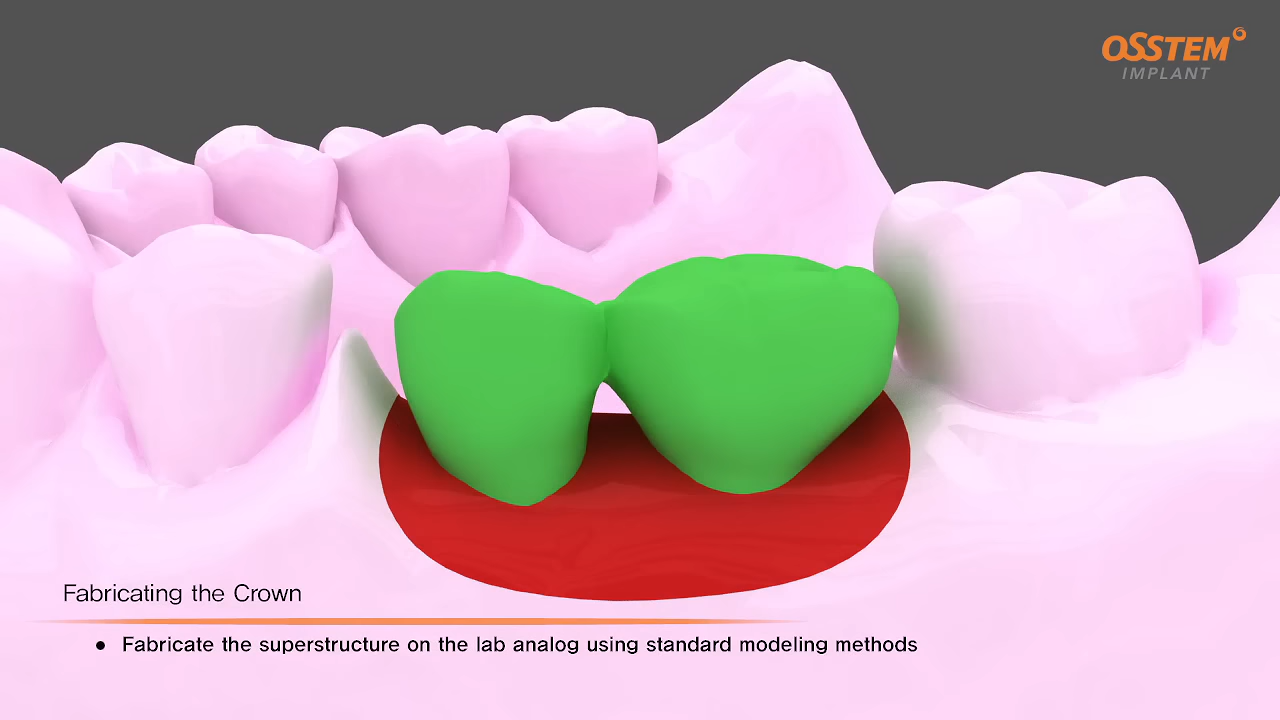 OSSTEM
IMPLANT
Fabricating the Crown
● Fabricate the superstructure on the lab analog using standard modeling methods